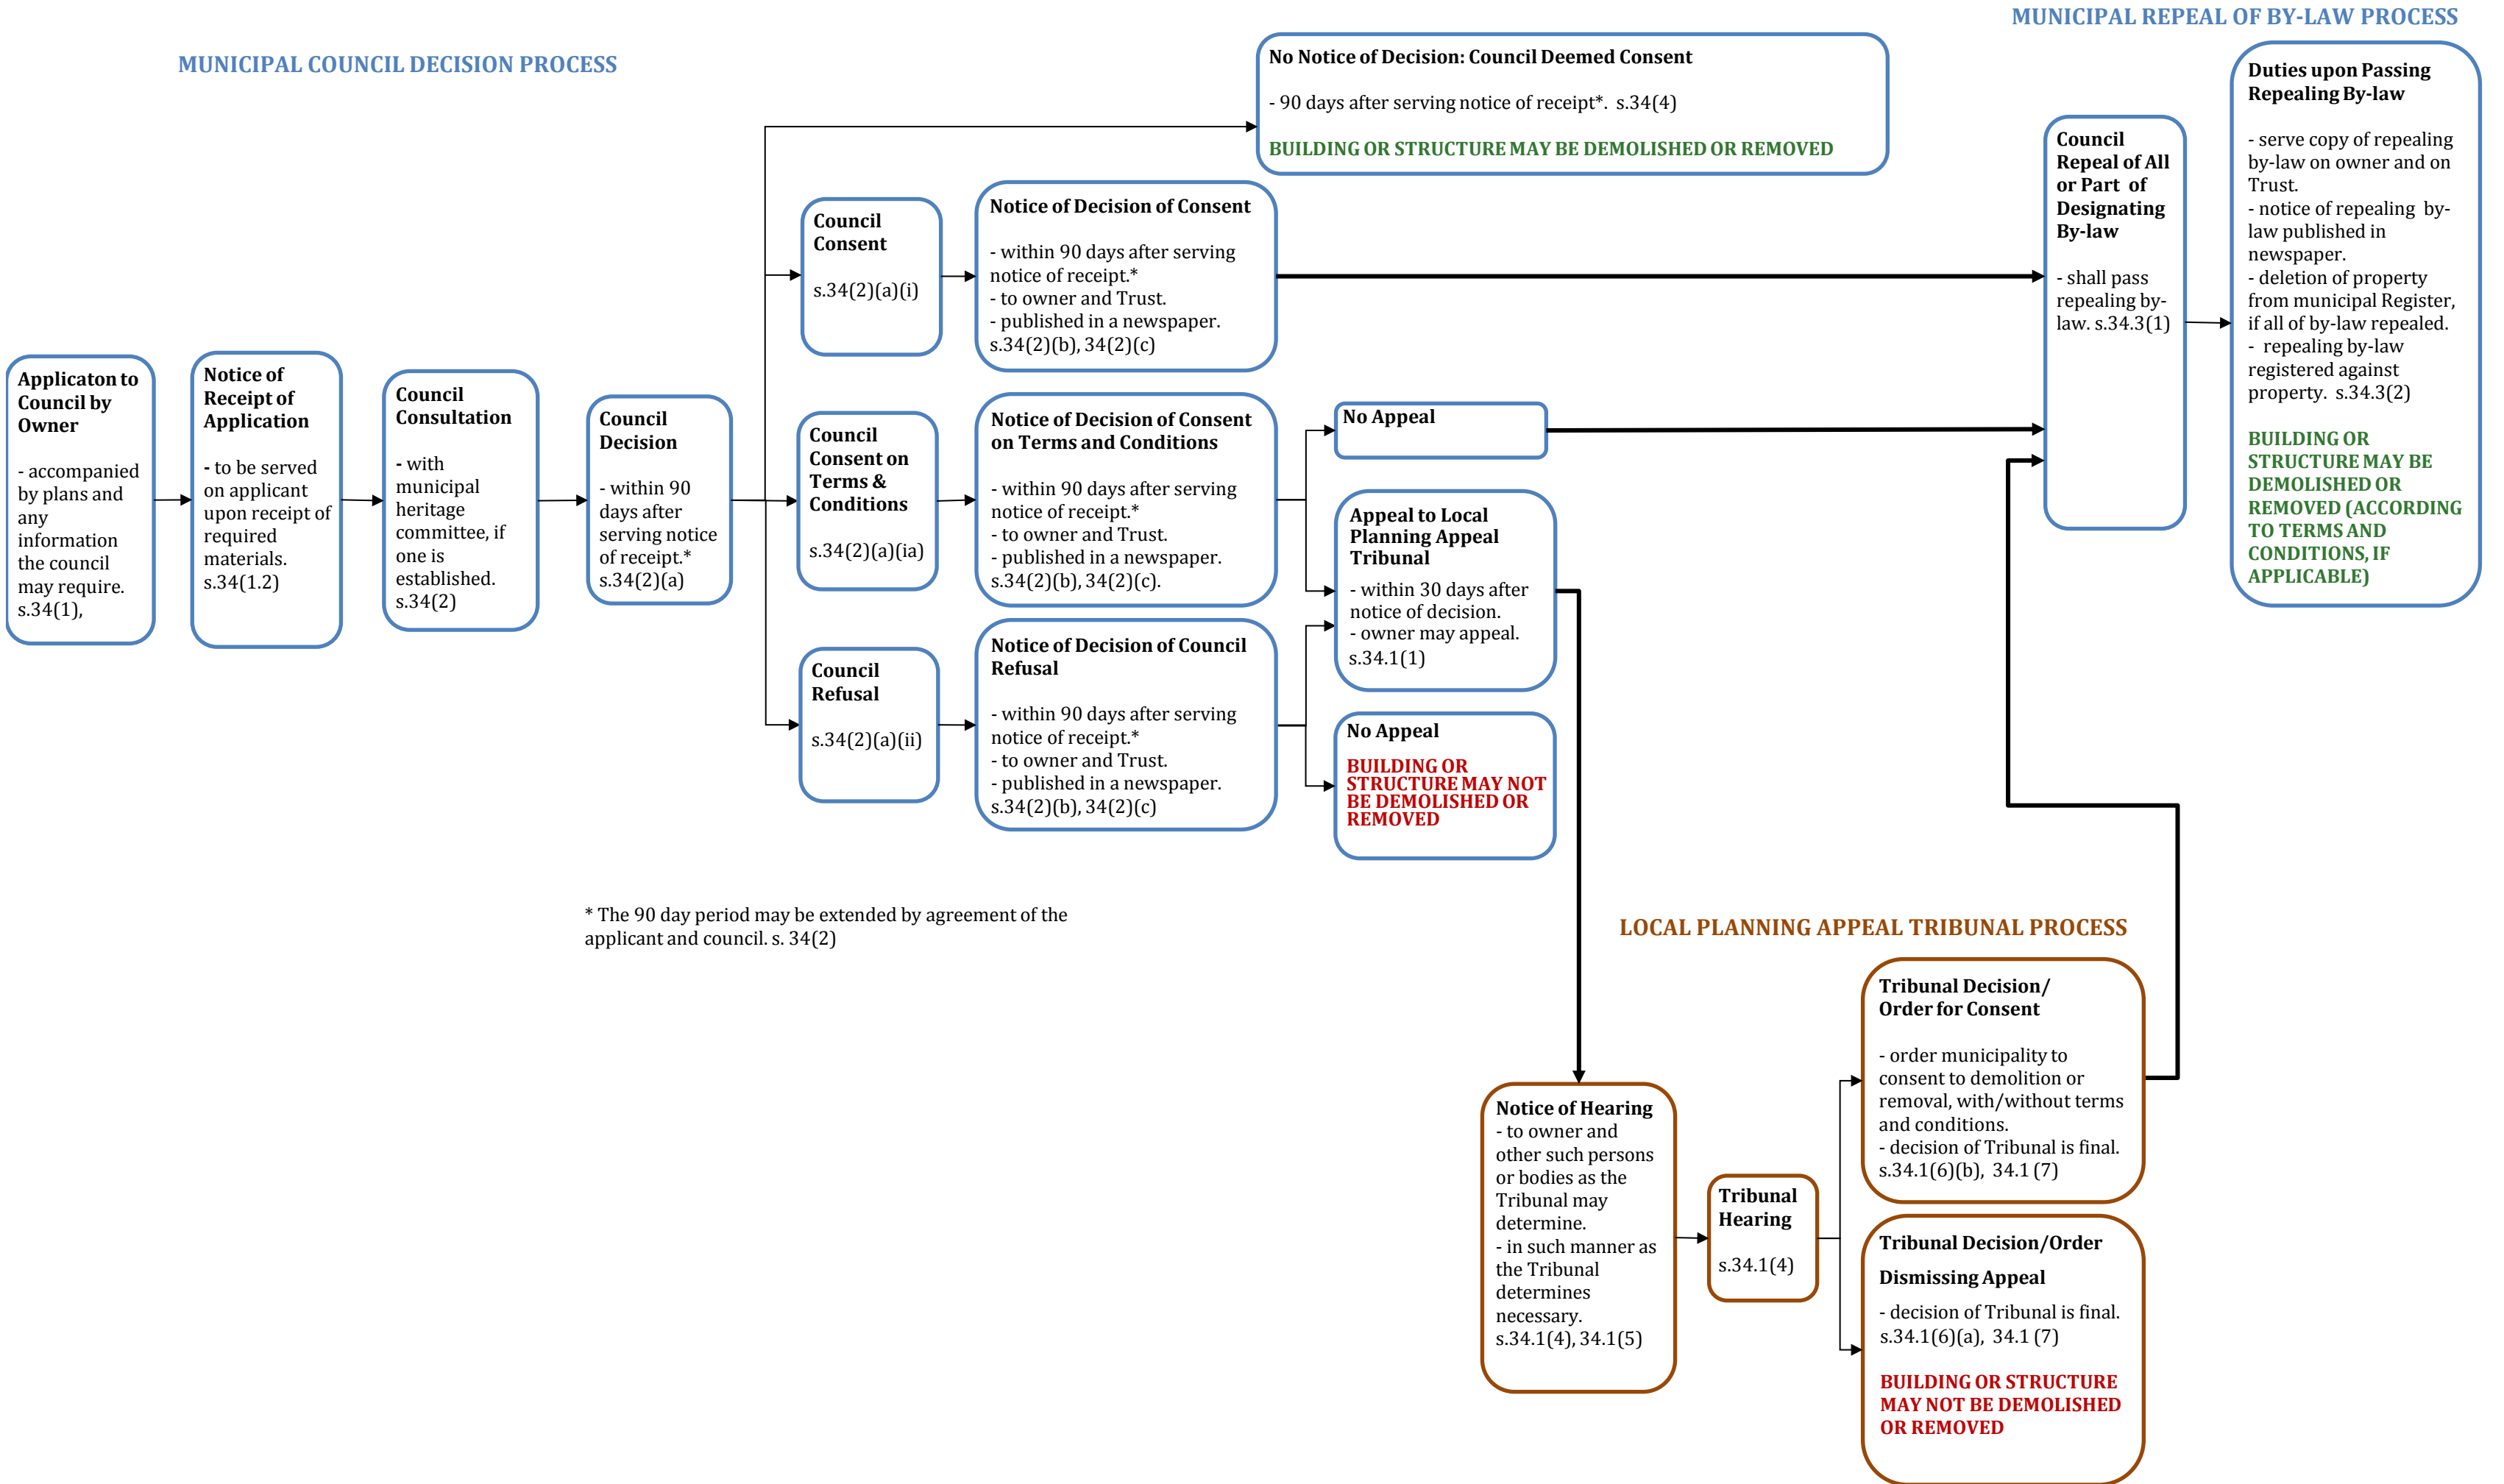 MUNICIPAL REPEAL OF BY-LAW PROCESS
MUNICIPAL COUNCIL DECISION PROCESS
No Notice of Decision: Council Deemed Consent
- 90 days after serving notice of receipt*.  s.34(4)
BUILDING OR STRUCTURE MAY BE DEMOLISHED OR REMOVED
Applicaton to
Council by
Owner
- accompanied
by plans and
any
information
the council
may require.
s.34(1),
Notice of
Receipt of
Application
- to be served
on applicant
upon receipt of
required
materials.
s.34(1.2)
Council
Consultation
- with
municipal
heritage
committee, if
one is
established.
s.34(2)
Council
Decision
- within 90
days after
serving notice
of receipt.*
s.34(2)(a)
Council
Consent
s.34(2)(a)(i)
Notice of Decision of Consent
- within 90 days after serving
notice of receipt.*
- to owner and Trust.
- published in a newspaper.
s.34(2)(b), 34(2)(c)
Council
Consent on
Terms &
Conditions
s.34(2)(a)(ia)
Notice of Decision of Consent
on Terms and Conditions
- within 90 days after serving
notice of receipt.*
- to owner and Trust.
- published in a newspaper.
s.34(2)(b), 34(2)(c).
Council
Refusal
s.34(2)(a)(ii)
Notice of Decision of Council
Refusal
- within 90 days after serving
notice of receipt.*
- to owner and Trust.
- published in a newspaper.
s.34(2)(b), 34(2)(c)
No Appeal
Appeal to Local
Planning Appeal
Tribunal
- within 30 days after
notice of decision.
- owner may appeal.
s.34.1(1)
No Appeal
BUILDING OR
STRUCTURE MAY NOT
BE DEMOLISHED OR
REMOVED
Council
Repeal of All
or Part of
Designating
By-law
- shall pass
repealing by-
law. s.34.3(1)
Duties upon Passing
Repealing By-law
- serve copy of repealing
by-law on owner and on
Trust.
- notice of repealing by-
law published in
newspaper.
- deletion of property
from municipal Register,
if all of by-law repealed.
- repealing by-law
registered against
property. s.34.3(2)
BUILDING OR
STRUCTURE MAY BE
DEMOLISHED OR
REMOVED (ACCORDING
TO TERMS AND
CONDITIONS, IF
APPLICABLE)
* The 90 day period may be extended by agreement of the
applicant and council. s. 34(2)
LOCAL PLANNING APPEAL TRIBUNAL PROCESS
Notice of Hearing
- to owner and
other such persons
or bodies as the
Tribunal may
determine.
- in such manner as
the Tribunal
determines
necessary.
s.34.1(4), 34.1(5)
Tribunal
Hearing
s.34.1(4)
Tribunal Decision/
Order for Consent
- order municipality to
consent to demolition or
removal, with/without terms
and conditions.
- decision of Tribunal is final.
s.34.1(6)(b), 34.1 (7)
Tribunal Decision/Order
Dismissing Appeal
- decision of Tribunal is final.
s.34.1(6)(a), 34.1 (7)
BUILDING OR STRUCTURE
MAY NOT BE DEMOLISHED
OR REMOVED